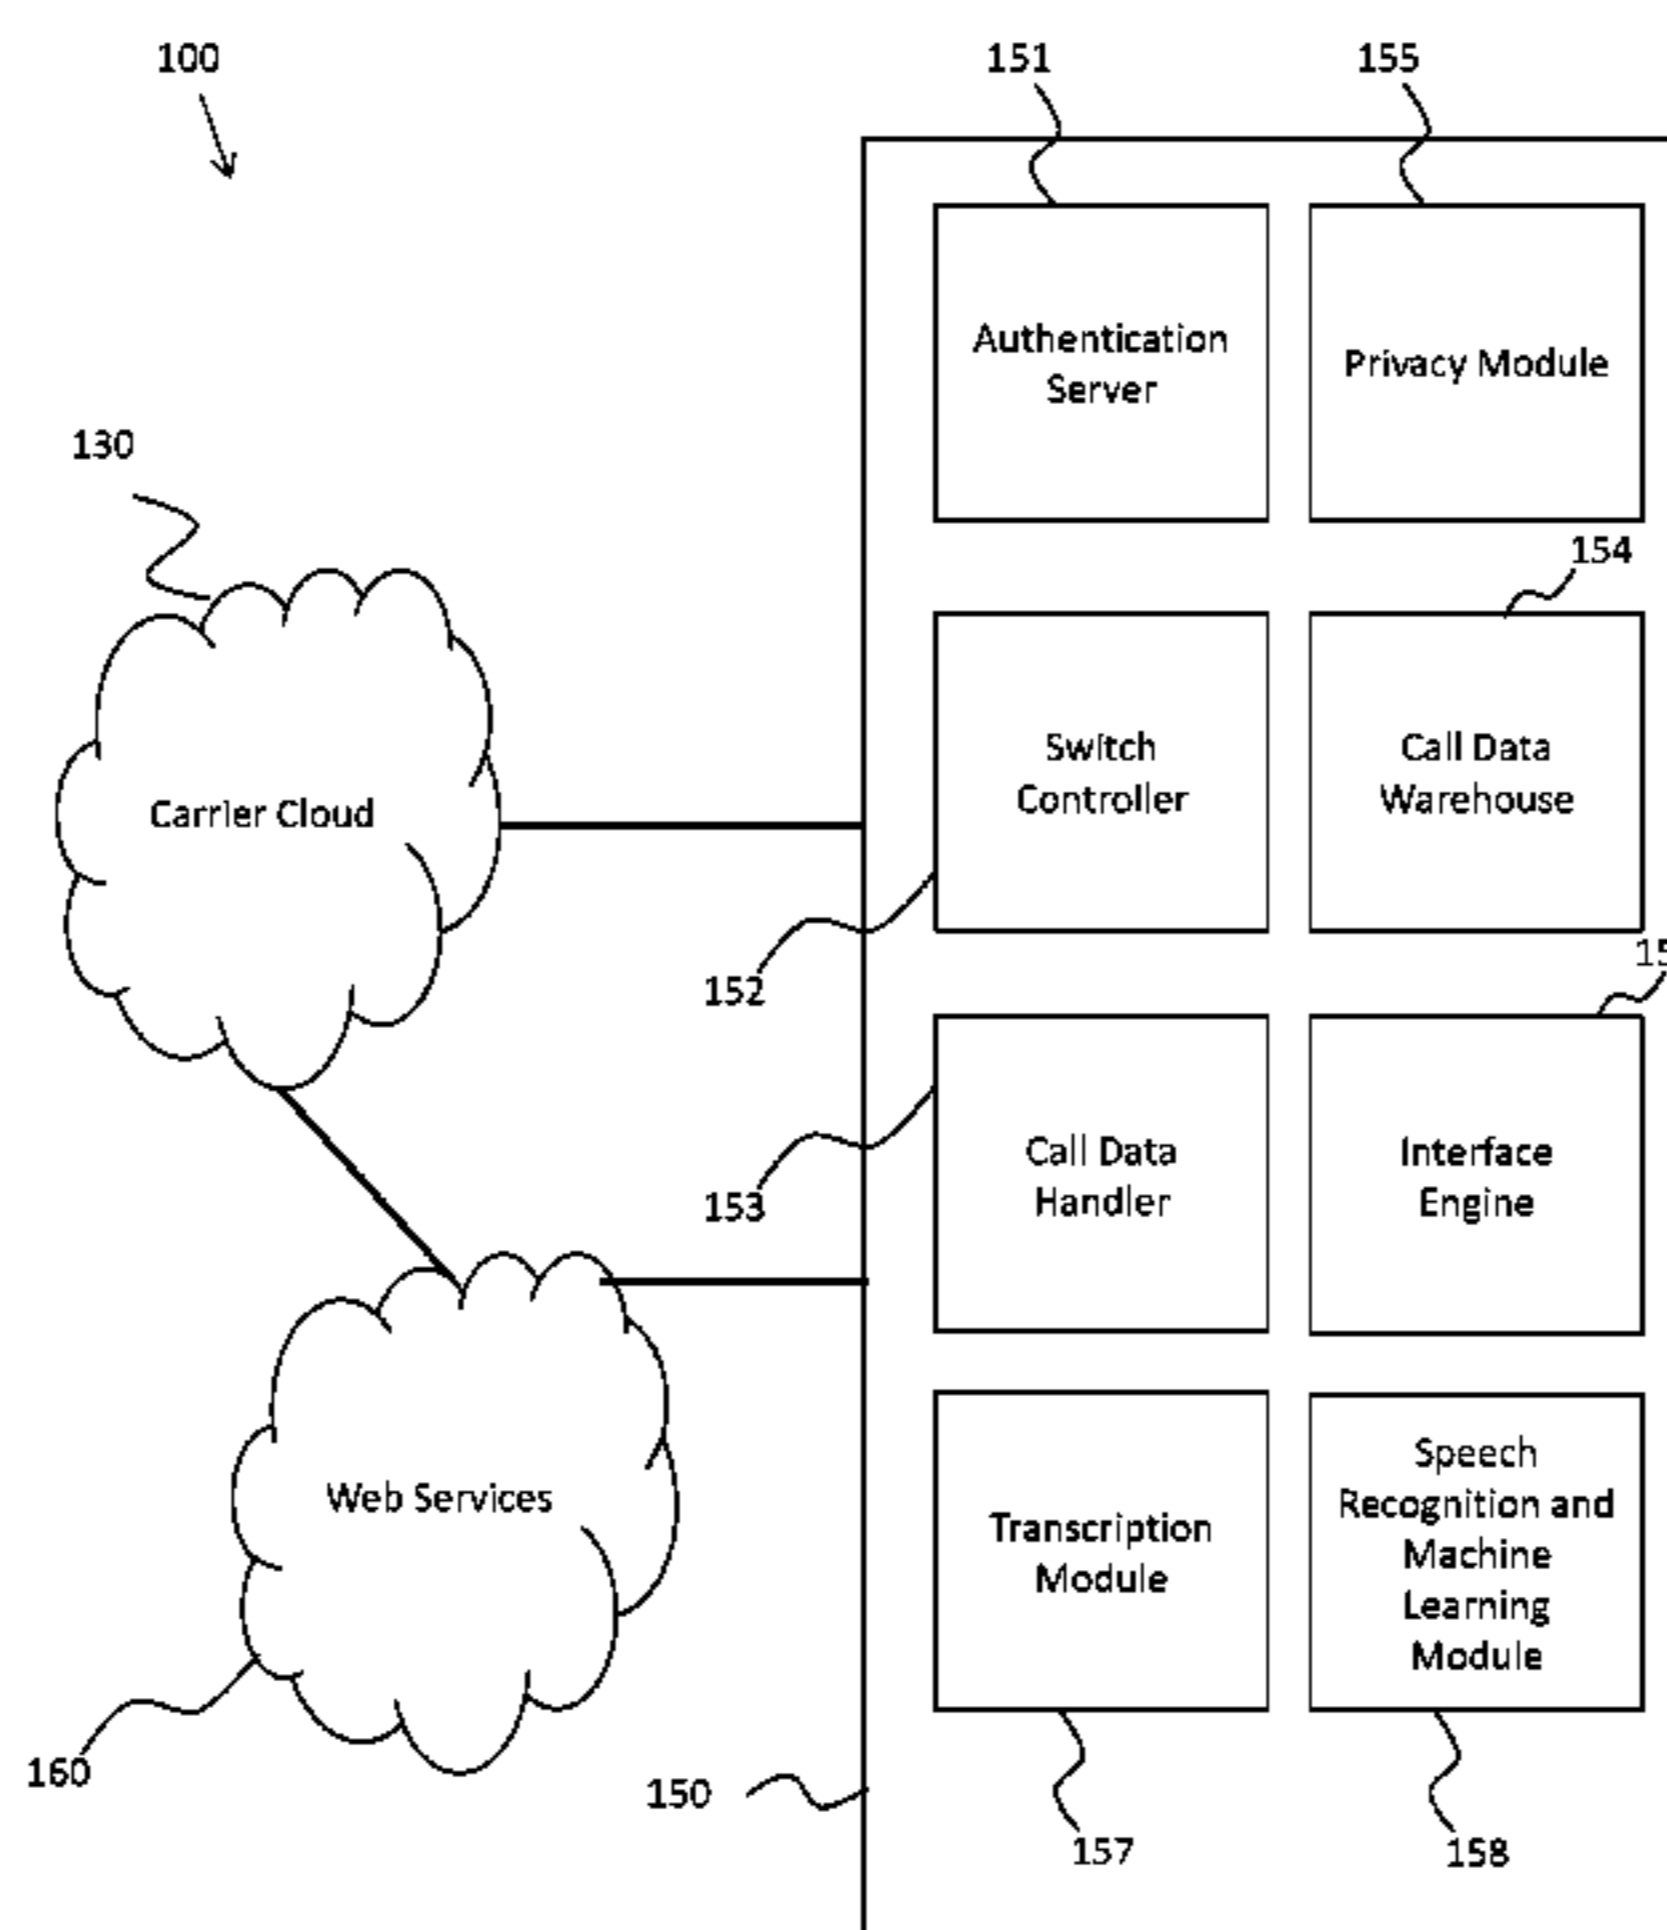 100
151
155
Authentication
Server
Privacy Module
130
154
Switch
Controller
Call Data
Warehouse
Carrier Cloud
152
153
Call Data
Handler
Interface
Engine
Web Services
Transcription
Module
Speech
Recognition and
Machine
Learning
Module
160
150
157
158